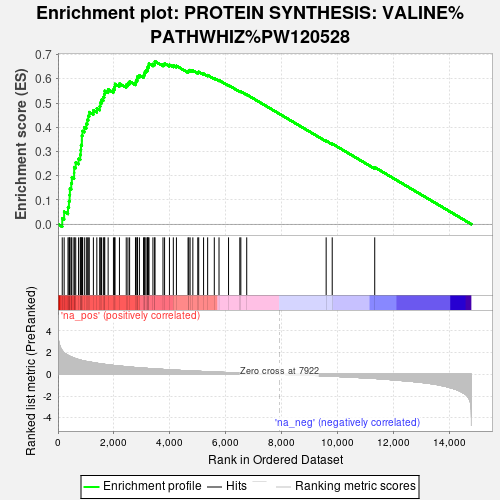 Enrichment plot: PROTEIN SYNTHESIS: VALINE%
PATHWHIZ%PW120528
Enrichment score (ES)
0.7
0.6
0.5
0.4
0.3
0.2
0.1
0.0
'na_pos' (positively correlated)
Ranked list metric (PreRanked)
4
2
0
-2
-4
Zero cross at 7922
'na_neg' (negatively correlated)
0
2,000
4,000
6,000
8,000
10,000
12,000
14,000
Rank in Ordered Dataset
Enrichment profile
Hits
Ranking metric scores